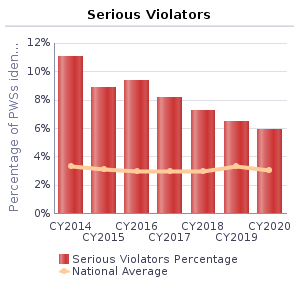 Serious Violators
Percentage of PWSs iden...
12%
10%
8%
6%
4%
2%
0%
CY2014 CY2016 CY2018 CY2020
CY2015 CY2017 CY2019
Serious Violators Percentage
National Average